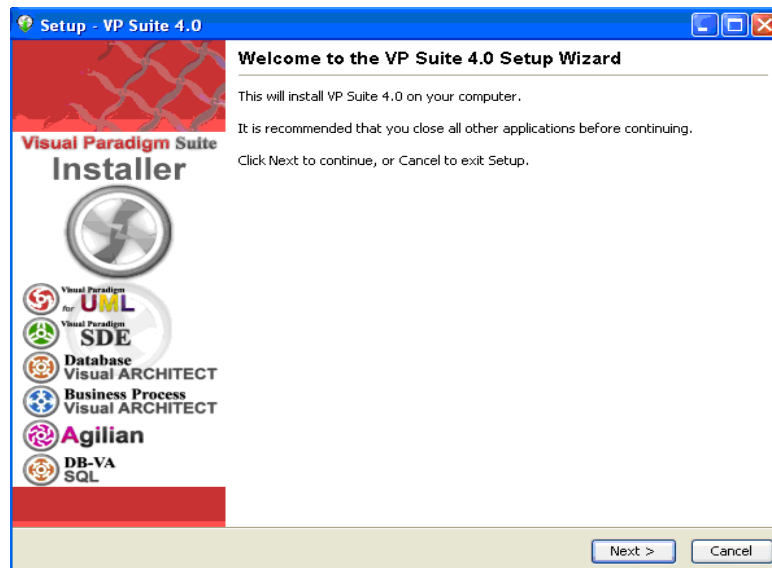 Setup - VP Suite 4.0
Visual Paradigm Suite
Installer
Visual Paradigm
for UML
Visual Paradigm
SDE
Database
Visual ARCHITECT
Business Process
Visual ARCHITECT
Agilian
DB-VA
SQL
Welcome to the VP Suite 4.0 Setup Wizard
This will install VP Suite 4.0 on your computer.
It is recommended that you close all other applications before continuing.
Click Next to continue, or Cancel to exit Setup.
Next >
Cancel